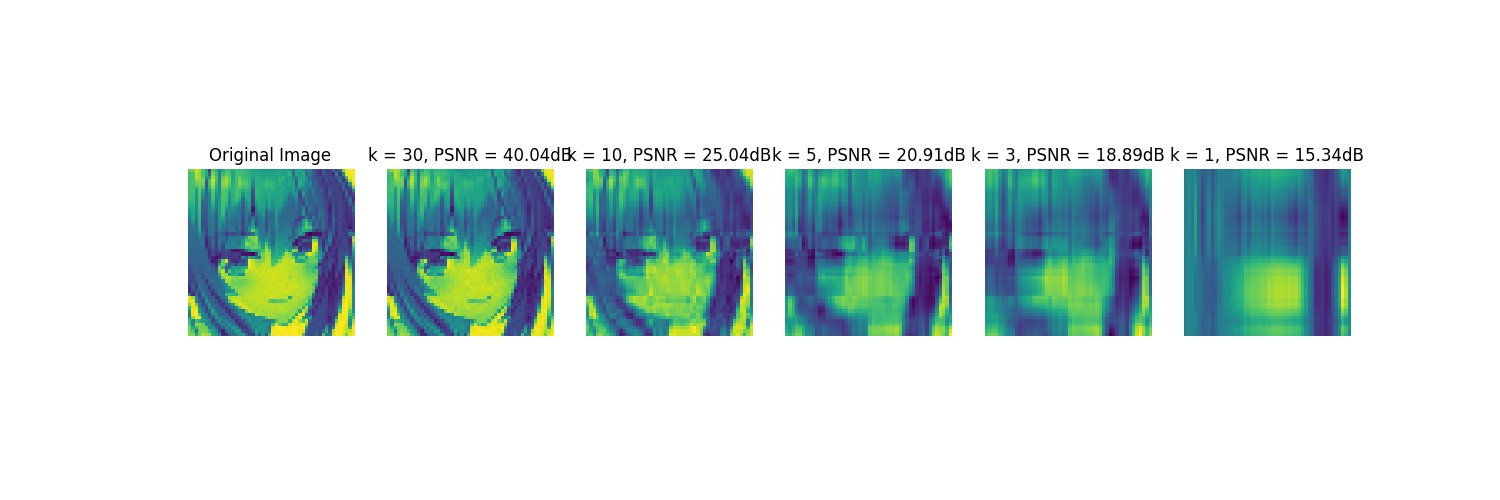 Original Image
k = 30, PSNR = 40.04dB
k = 10, PSNR = 25.04dB
k = 5, PSNR = 20.91dB
k = 3, PSNR = 18.89dB
k = 1, PSNR = 15.34dB